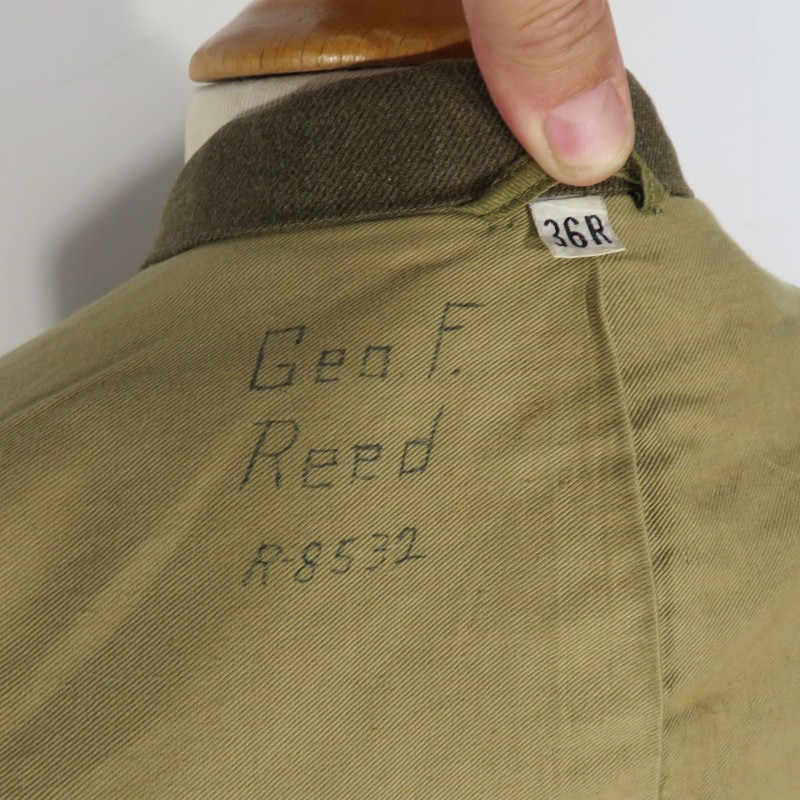 36R
Geo. F.
Reed
R-8532